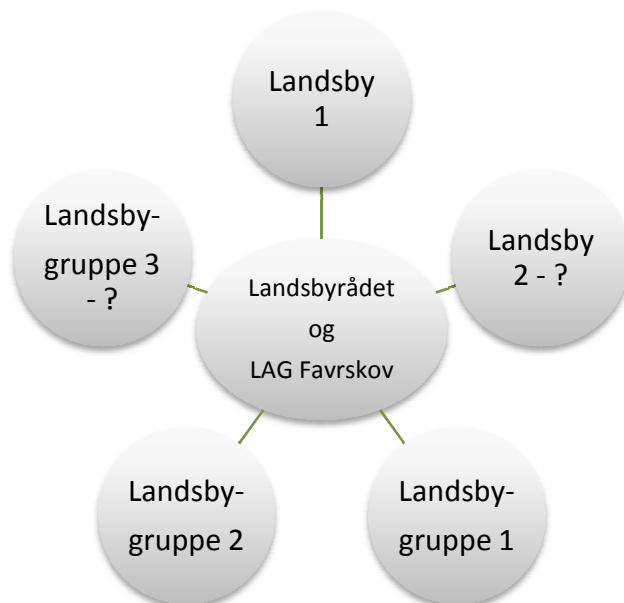 Landsby
1
Landsby-
gruppe 3
- ?
Landsby
2 - ?
Landsbyrådet
og
LAG Favrskov
Landsby-
gruppe 2
Landsby-
gruppe 1